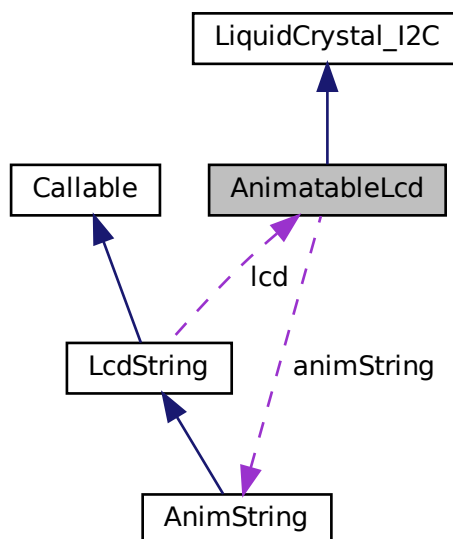 LiquidCrystal_I2C
Callable
AnimatableLcd
lcd
LcdString
animString
AnimString